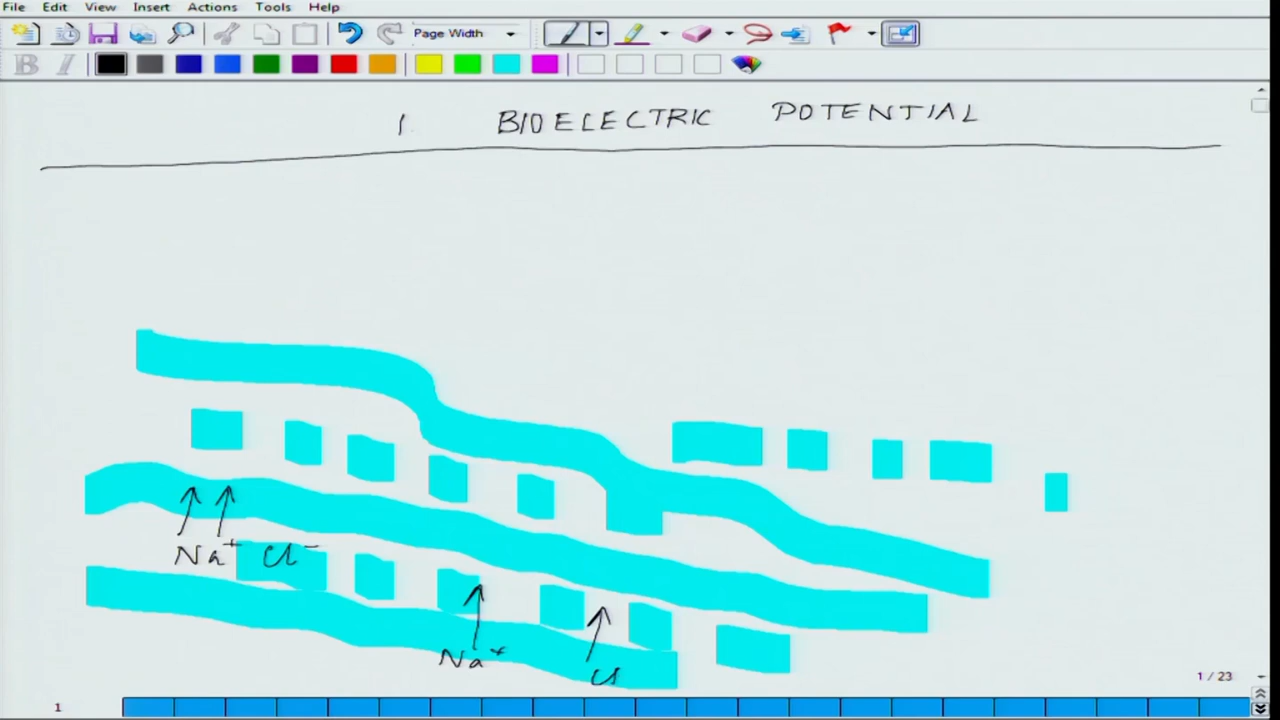 File Edit View Insert Actions Tools Help
Page Width
B I
1 BIOELECTRIC POTENTIAL
Na+ Cl-
Na+
Cl
1 / 23
1